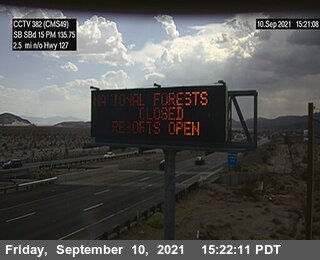 CCTV 382 (CMS49)
SB SBd 15 PM 135.75
2.5 mi n/o Hwy 127
10.Sep 2021 15:21:08
NATIONAL FORESTS
CLOSED
RESORTS OPEN
Friday, September 10, 2021 15:22:11 PDT